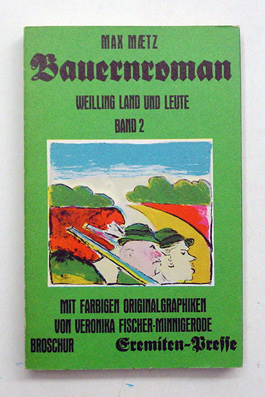 MAX MÆTZ
Bauernroman
WEILLING LAND UND LEUTE
BAND 2
MIT FARBIGEN ORIGINALGRAPHIKEN
VON VERONIKA FISCHER-MINNIGERODE
BROSCHUR Eremiten-Presse